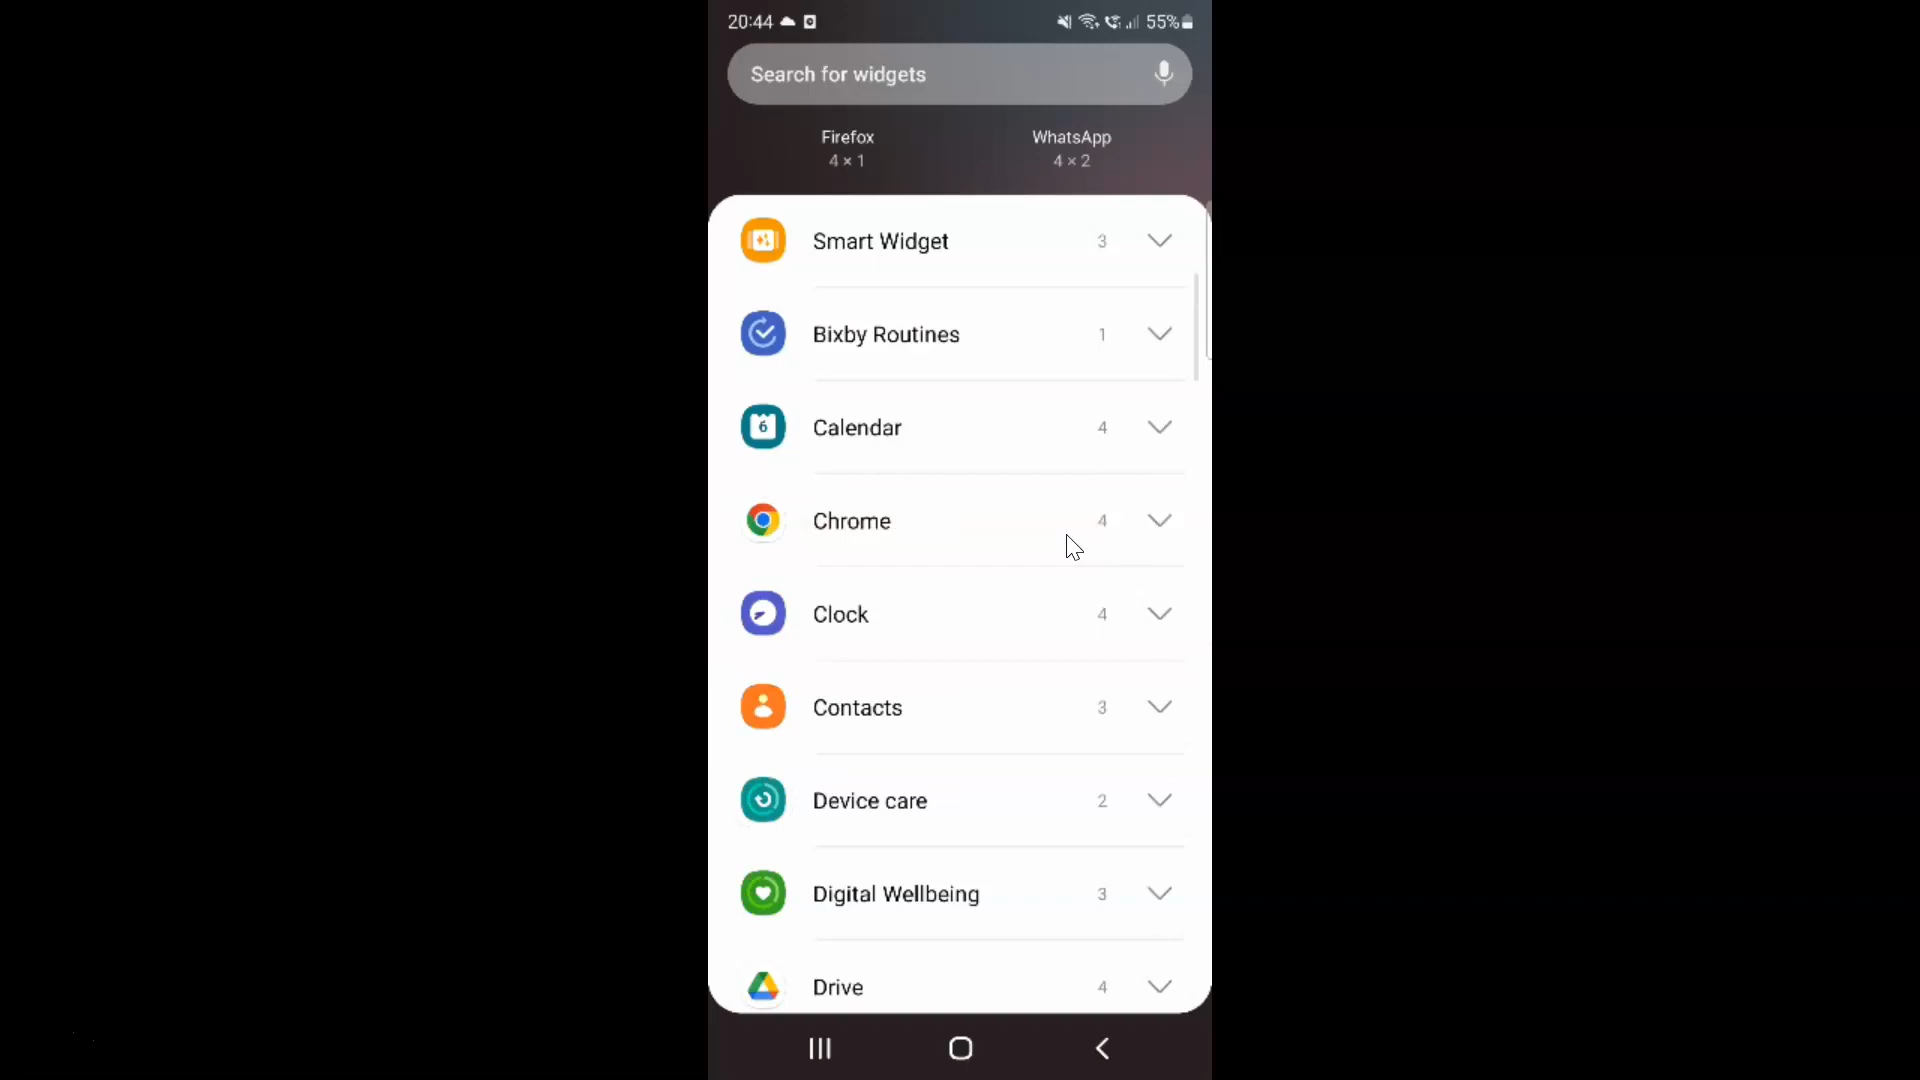 20:44 55%
Search for widgets
Firefox WhatsApp
4 × 1 4 × 2
Smart Widget 3
Bixby Routines 1
6 Calendar 4
Chrome 4
Clock 4
Contacts 3
Device care 2
Digital Wellbeing 3
Drive 4